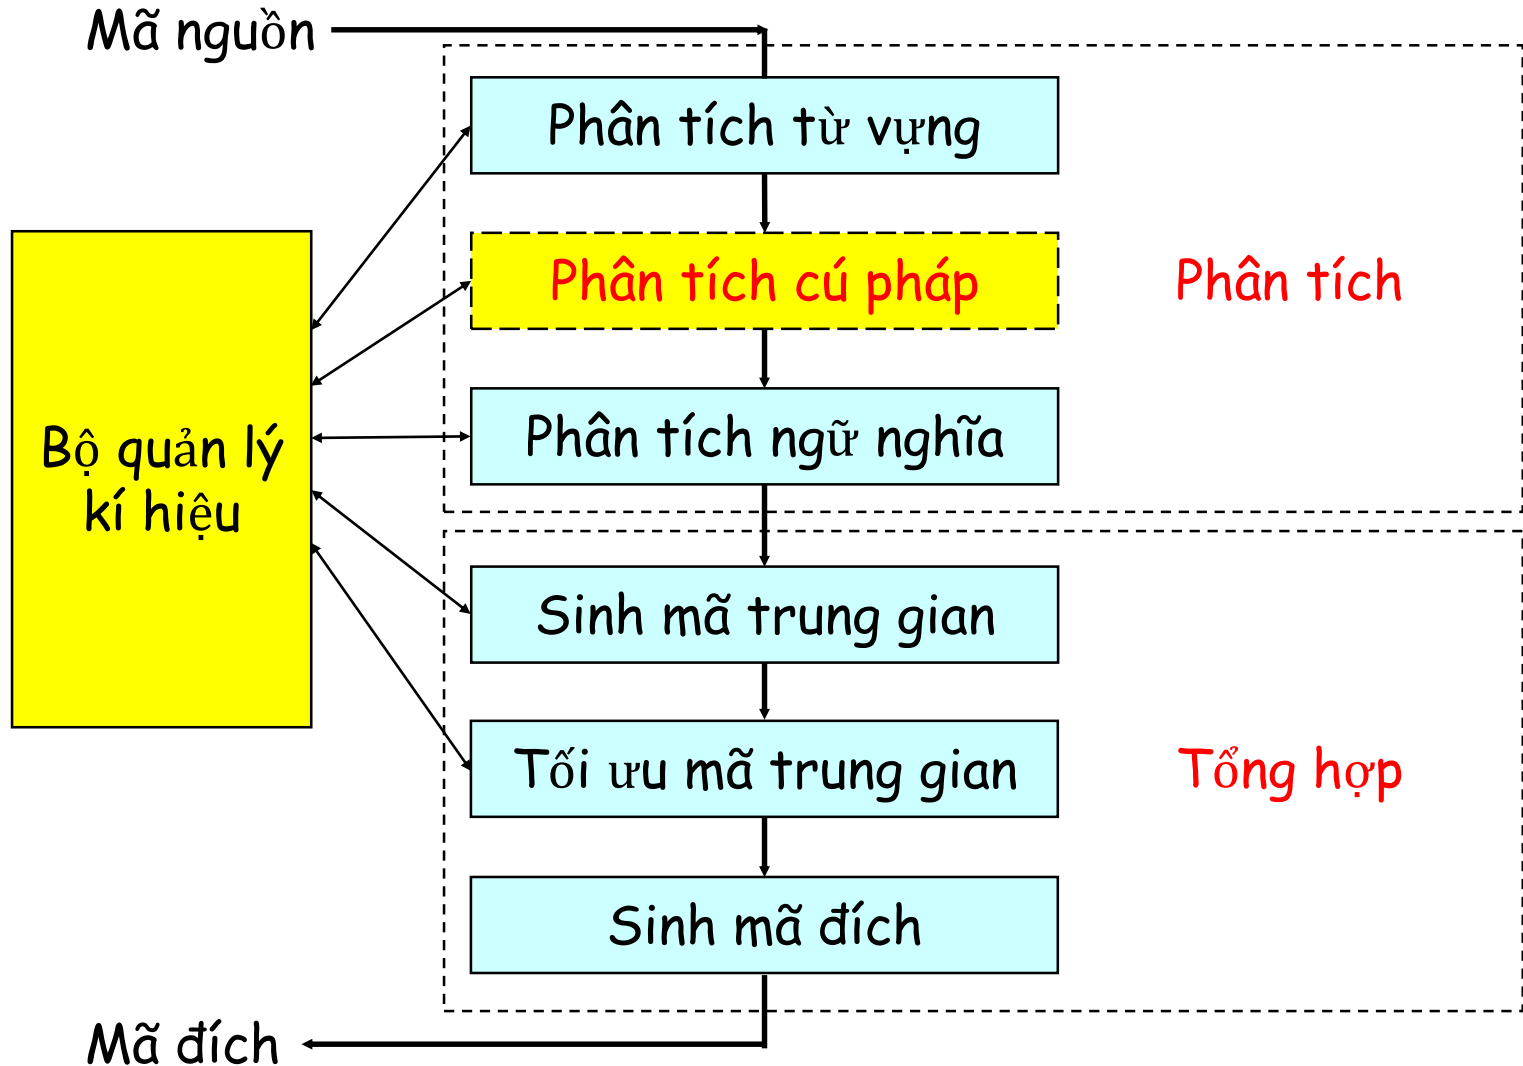 Mã nguồn
Phân tích từ vựng
Phân tích cú pháp
Phân tích
Phân tích ngữ nghĩa
Bộ quản lý
kí hiệu
Sinh mã trung gian
Tối ưu mã trung gian
Tổng hợp
Sinh mã đích
Mã đích